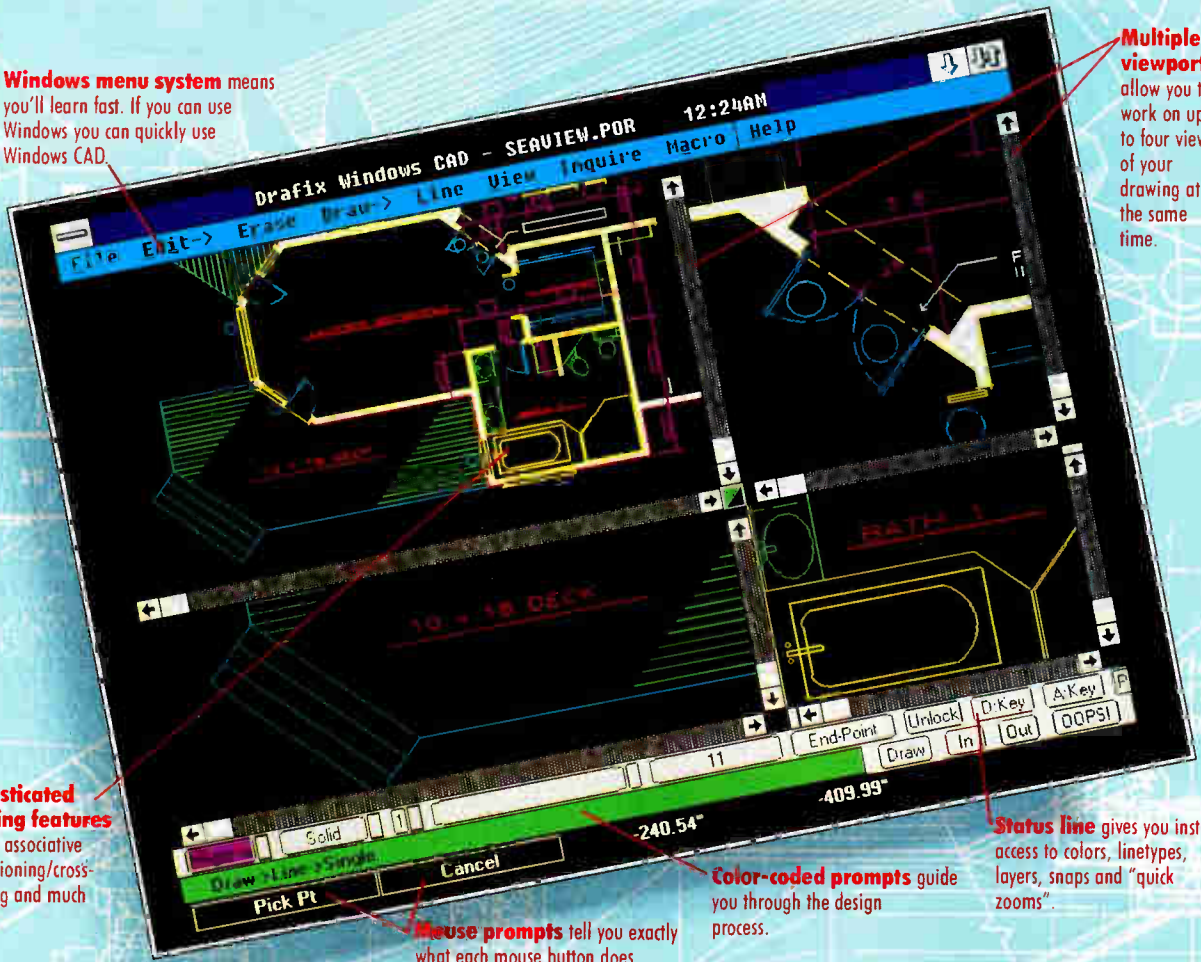 Windows menu system means
you'll learn fast. If you can use
Windows you can quickly use
Windows CAD.
Multiple
viewport
allow you t
work on up
to four view
of your
drawing at
the same
time.
Drafix Windows CAD - SEAVIEW.POR 12:24AM
File Edit-> Erase Draw-> Line View Inquire Macro Help
10 x 18 DECK
BATH 1
Solid 1 11 End-Point Unlock D:Key A:Key P
Draw In Out OOPS!
Draw >Line >Single
-240.54" -409.99"
Pick Pt Cancel
sticated
ing features
associative
ioning/cross-
g and much
Mouse prompts tell you exactly
what each mouse button does
Color-coded prompts guide
you through the design
process.
Status line gives you inst
access to colors, linetypes,
layers, snaps and "quick
zooms".